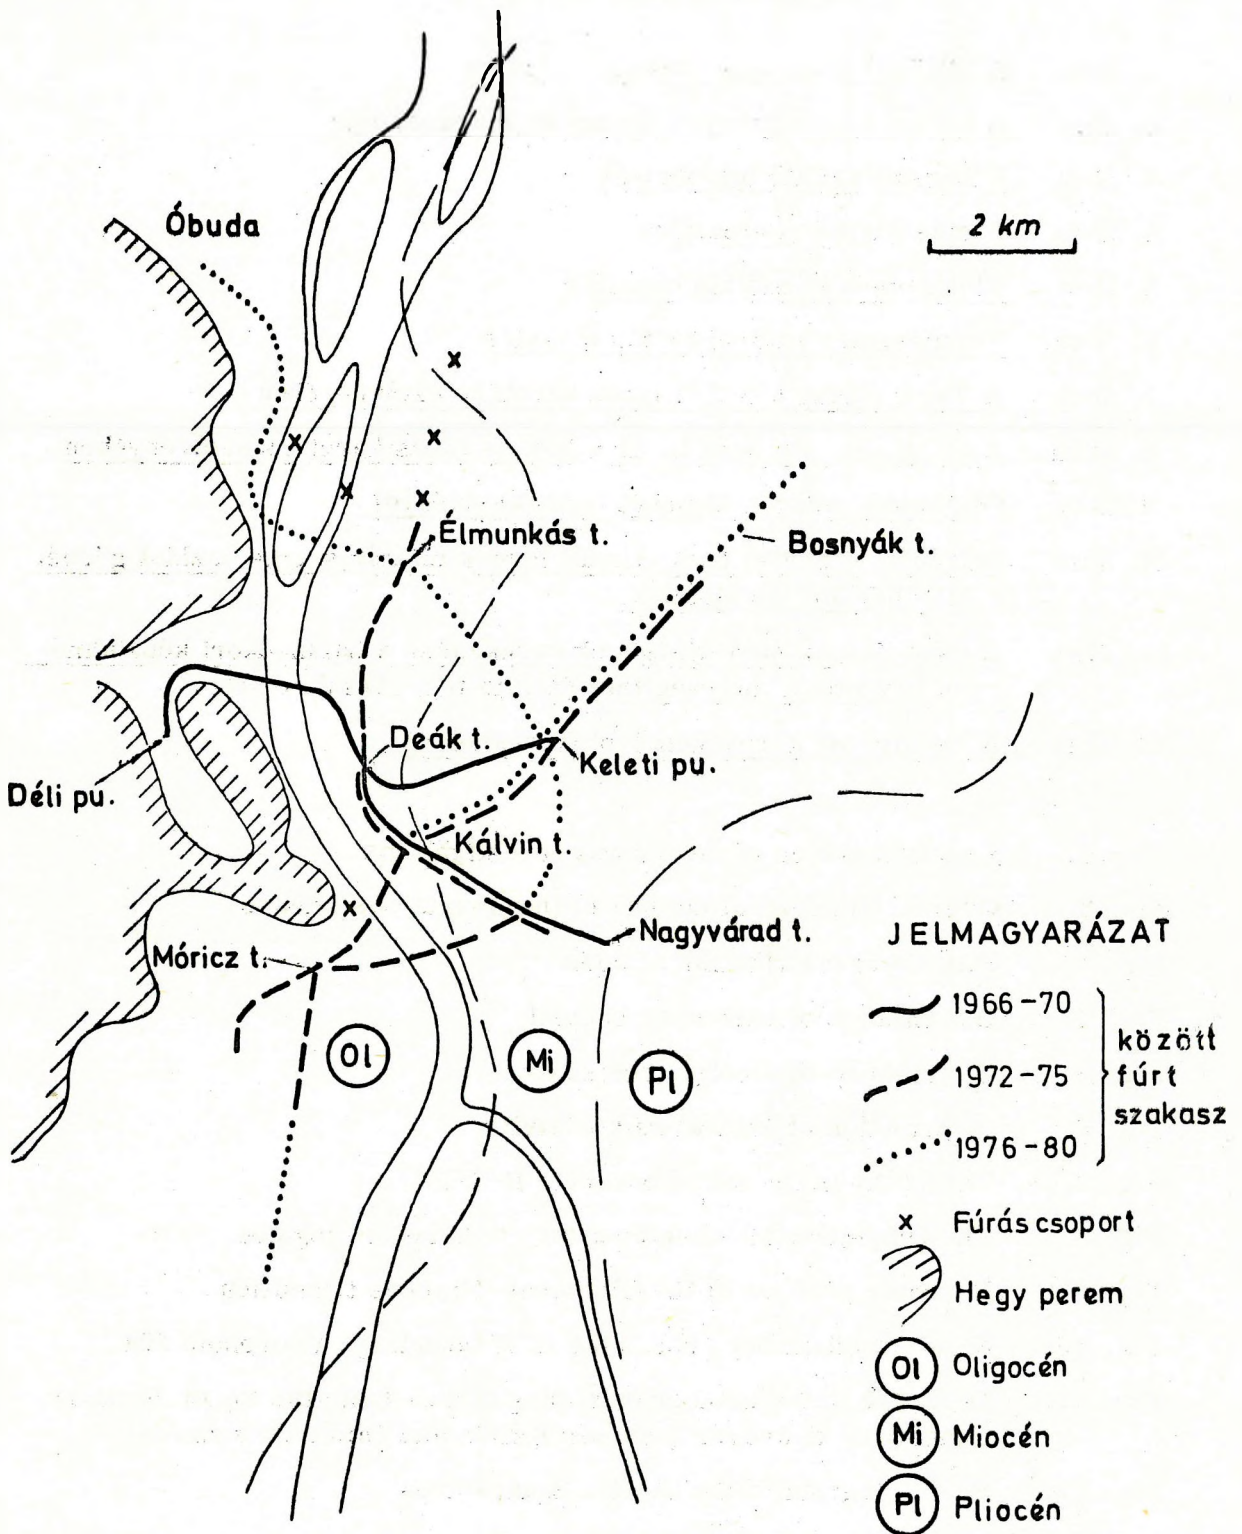 Óbuda
2 km
Élmunkás t.
Bosnyák t.
Deák t.
Keleti pu.
Déli pu.
Kálvin t.
Nagyvárad t.
Móricz t.
Ol
Mi
Pl
JELMAGYARÁZAT
1966-70
1972-75
1976-80
között
fúrt
szakasz
x Fúrás csoport
Hegy perem
Ol Oligocén
Mi Miocén
Pl Pliocén